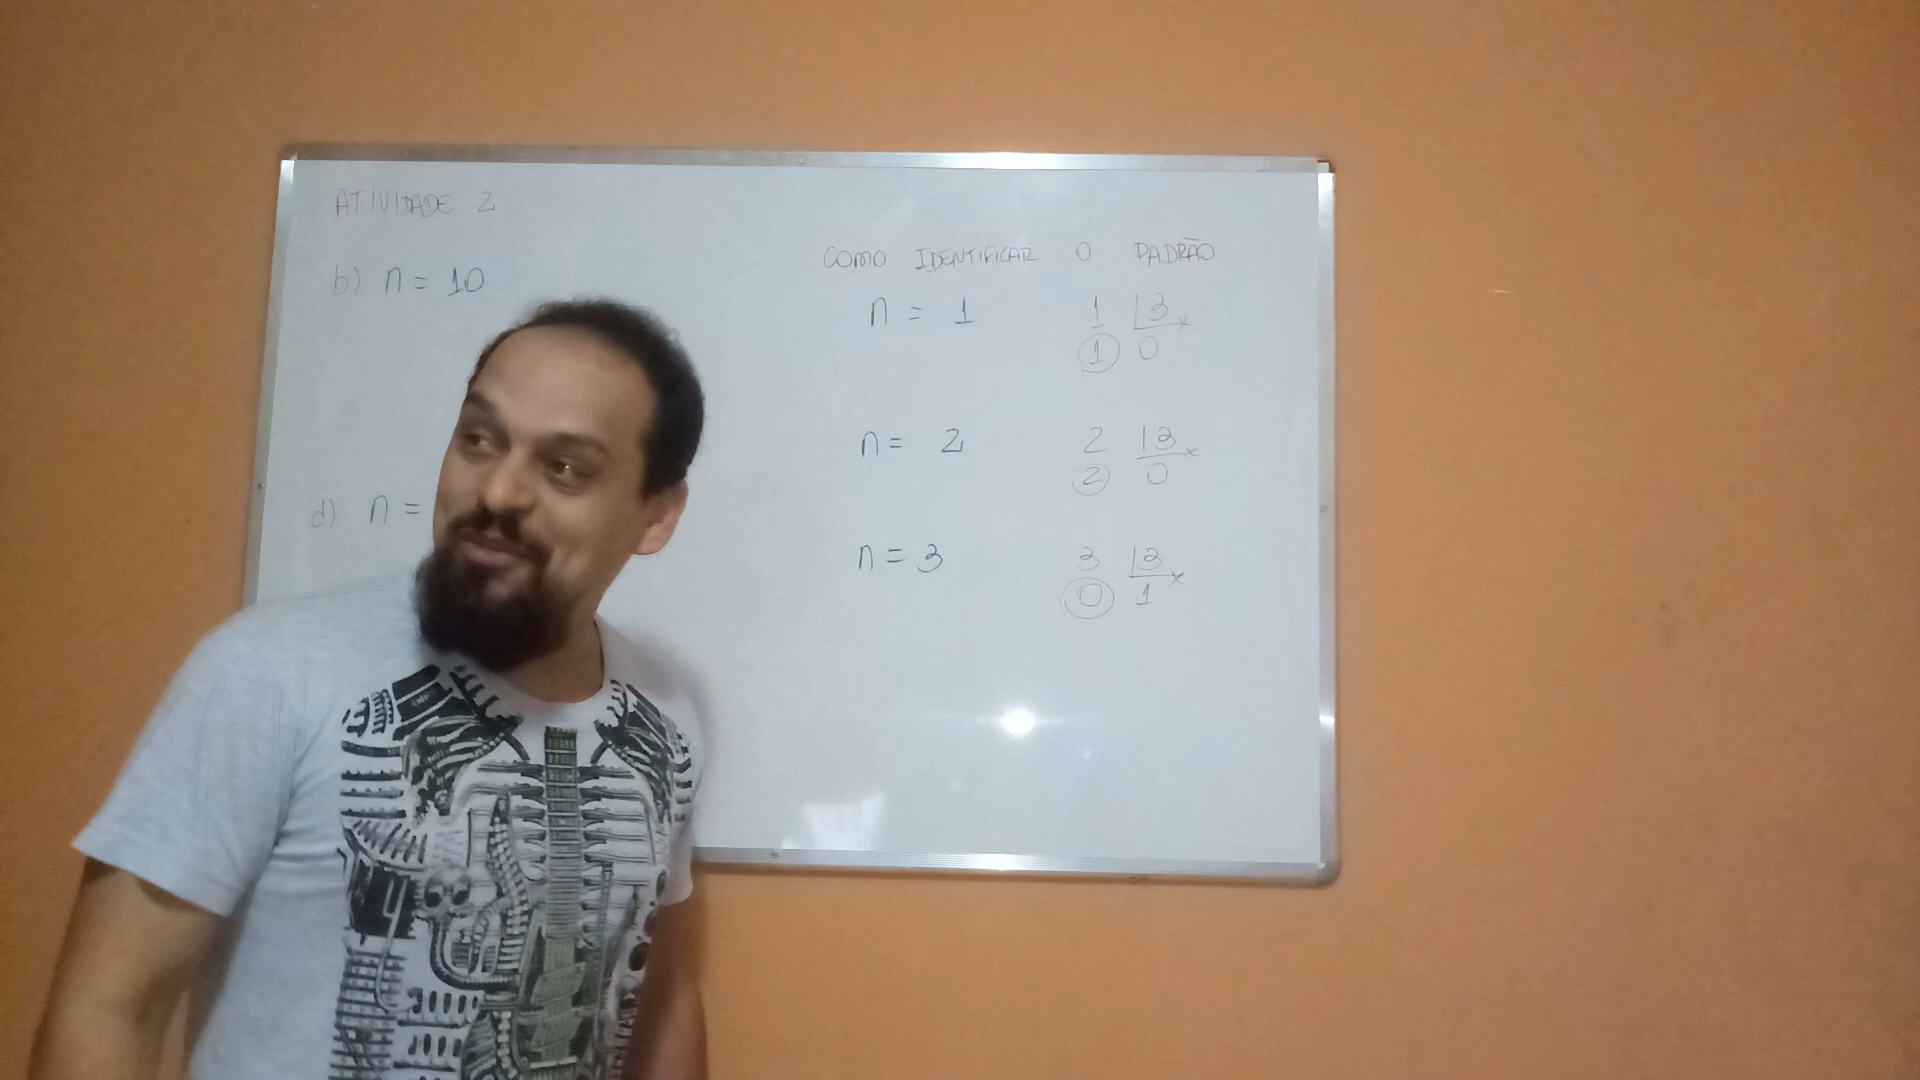 ATIVIDADE 2
b) n = 10
d) n =
COMO IDENTIFICAR O PADRÃO
n = 1 1 3
1 0
n = 2 2 3
2 0
n = 3 3 3
0 1